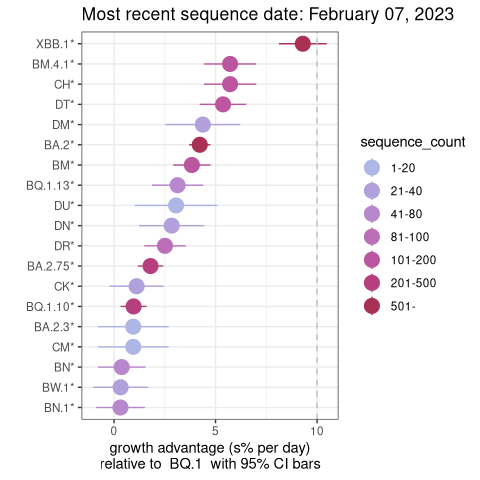 Most recent sequence date: February 07, 2023
XBB.1*
BM.4.1*
CH*
DT*
DM*
BA.2*
BM*
BQ.1.13*
DU*
DN*
DR*
BA.2.75*
CK*
BQ.1.10*
BA.2.3*
CM*
BN*
BW.1*
BN.1*
0 5 10
growth advantage (s% per day)
relative to BQ.1 with 95% CI bars
sequence_count
1-20
21-40
41-80
81-100
101-200
201-500
501-